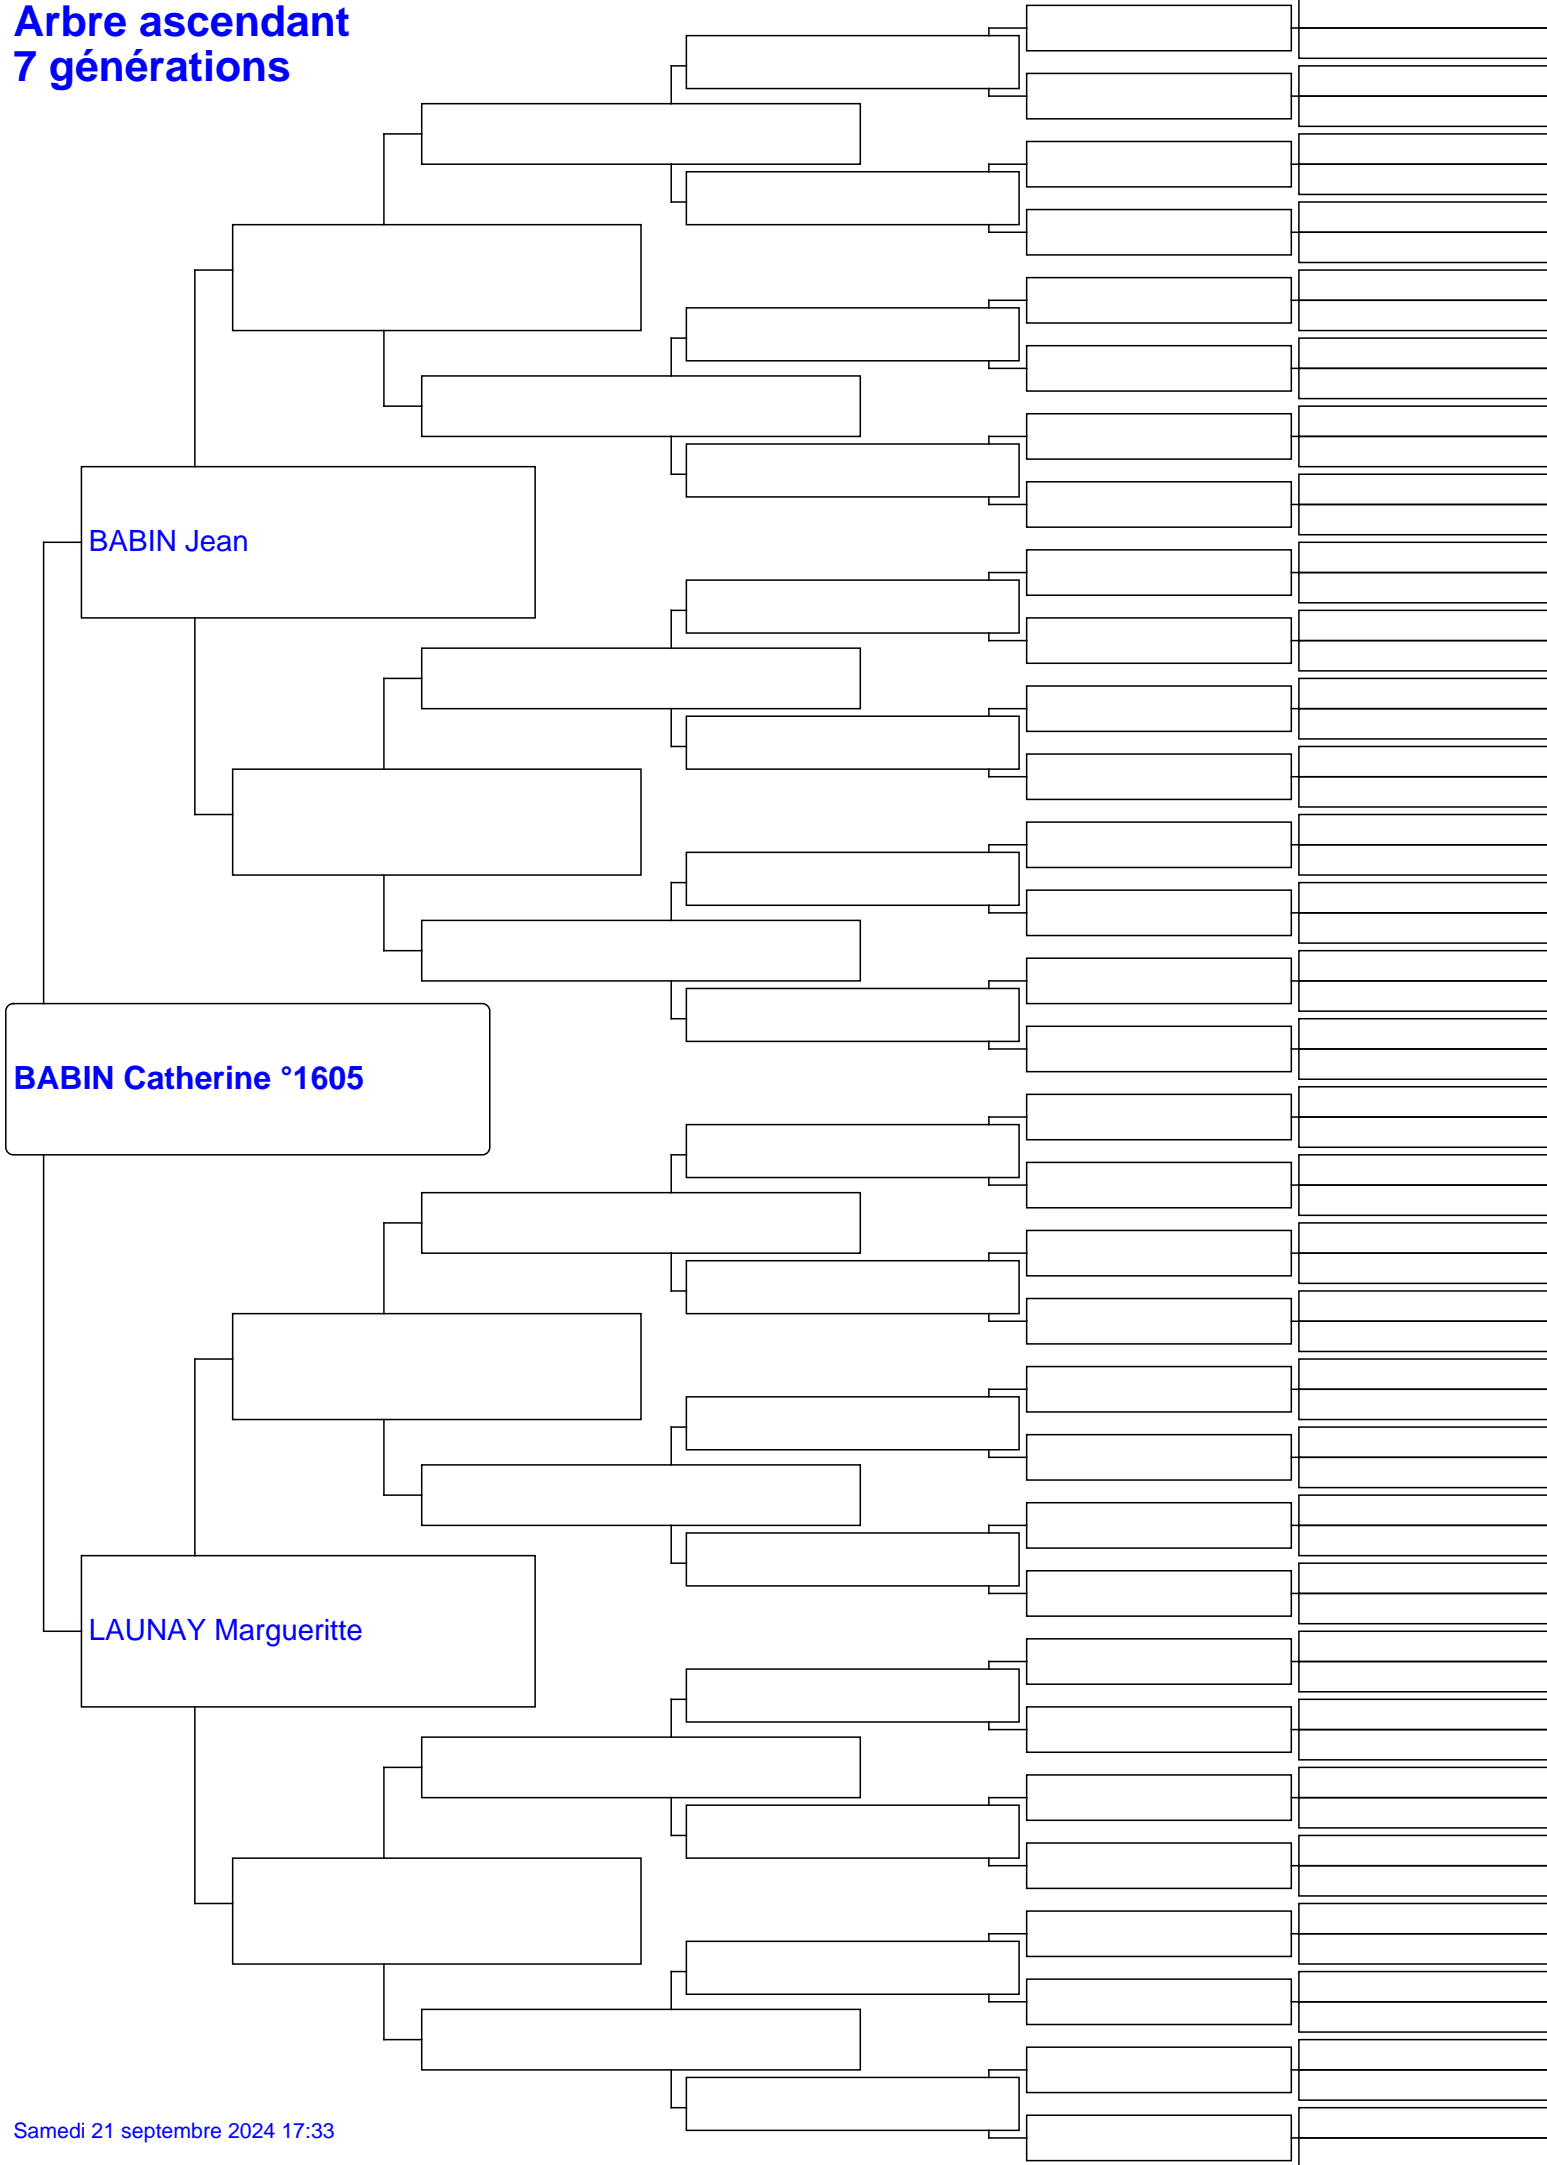 Arbre ascendant
7 générations
BABIN Jean
BABIN Catherine °1605
LAUNAY Margueritte
Samedi 21 septembre 2024 17:33